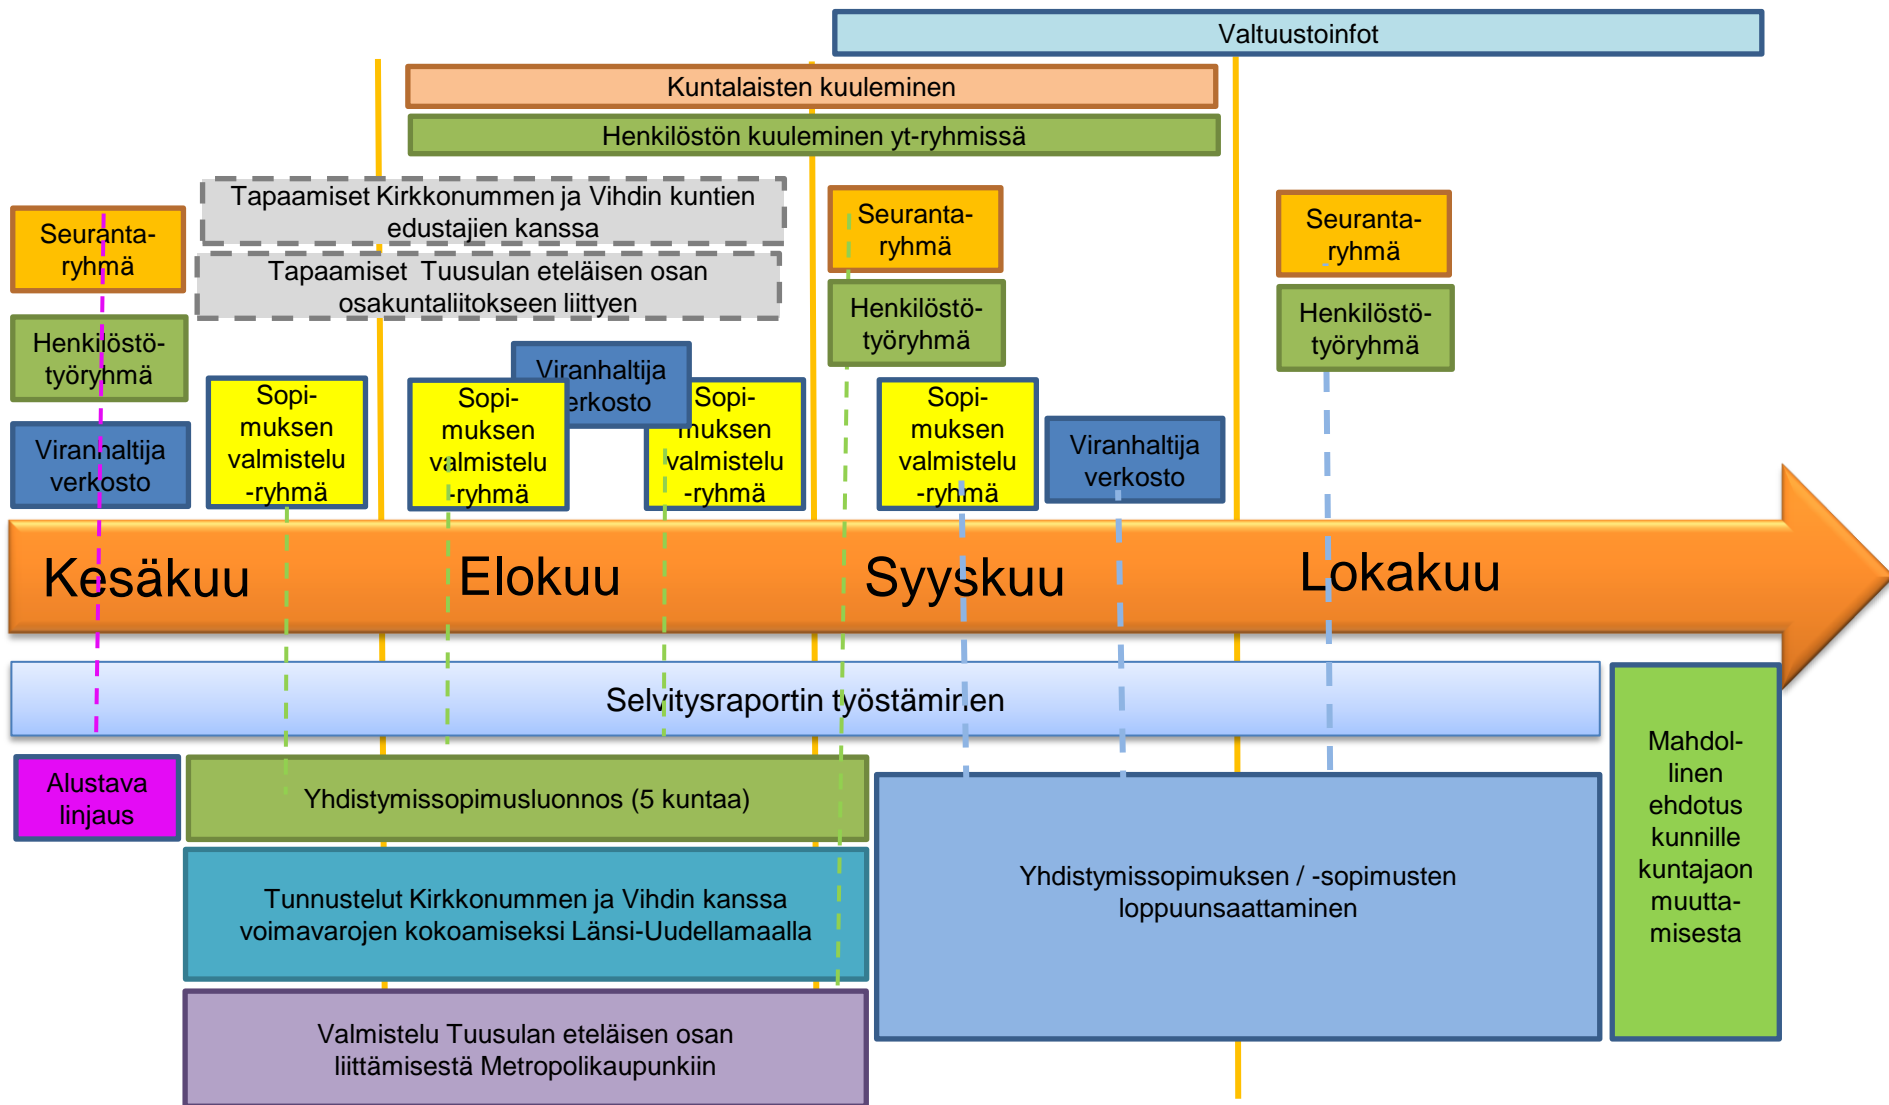 Valtuustoinfot
Kuntalaisten kuuleminen
Henkilöstön kuuleminen yt-ryhmissä
Tapaamiset Kirkkonummen ja Vihdin kuntien
edustajien kanssa
Tapaamiset  Tuusulan eteläisen osan
osakuntaliitokseen liittyen
Seuranta-
ryhmä
Henkilöstö-
työryhmä
Viranhaltija
verkosto
Sopi-
muksen
valmistelu
-ryhmä
Sopi-
muksen
valmistelu
-ryhmä
Viranhaltija
verkosto
Sopi-
muksen
valmistelu
-ryhmä
Seuranta-
ryhmä
Henkilöstö-
työryhmä
Sopi-
muksen
valmistelu
-ryhmä
Viranhaltija
verkosto
Seuranta-
ryhmä
Henkilöstö-
työryhmä
Kesäkuu
Elokuu
Syyskuu
Lokakuu
Selvitysraportin työstäminen
Alustava
linjaus
Yhdistymissopimusluonnos (5 kuntaa)
Tunnustelut Kirkkonummen ja Vihdin kanssa
voimavarojen kokoamiseksi Länsi-Uudellamaalla
Valmistelu Tuusulan eteläisen osan
liittämisestä Metropolikaupunkiin
Yhdistymissopimuksen / -sopimusten
loppuunsaattaminen
Mahdol-
linen
ehdotus
kunnille
kuntajaon
muutta-
misesta